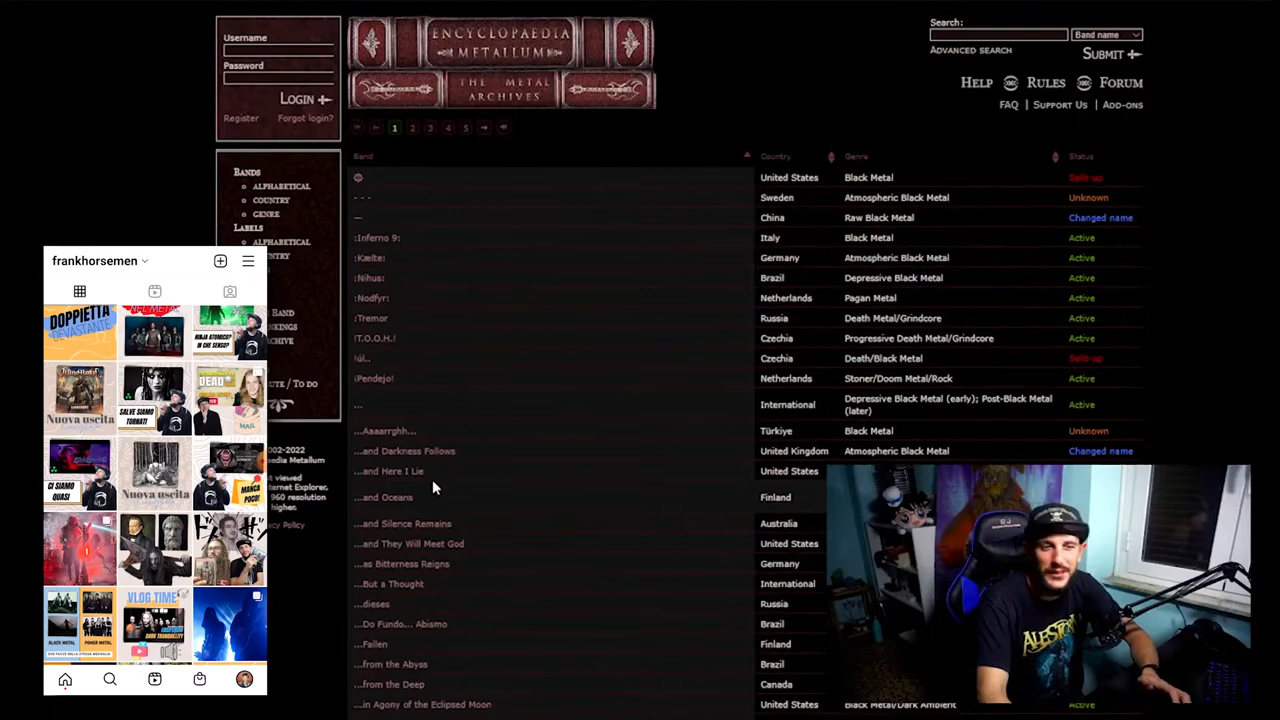 Username
Password
LOGIN
Register Forgot login?
ENCYCLOPAEDIA
METALLUM
THE METAL
ARCHIVES
Search:
Band name
ADVANCED SEARCH
SUBMIT
HELP RULES FORUM
FAQ | SUPPORT US | ADD-ONS
1 2 3 4 5
BANDS
ALPHABETICAL
COUNTRY
GENRE
LABELS
ALPHABETICAL
Band Country Genre Status
United States Black Metal Split-up
- - - Sweden Atmospheric Black Metal Unknown
— China Raw Black Metal Changed name
:Inferno 9: Italy Black Metal Active
:Kælte: Germany Atmospheric Black Metal Active
:Nihus: Brazil Depressive Black Metal Active
:Nodfyr: Netherlands Pagan Metal Active
:Tremor Russia Death Metal/Grindcore Active
!T.O.O.H.! Czechia Progressive Death Metal/Grindcore Active
!úl.. Czechia Death/Black Metal Split-up
¡Pendejo! Netherlands Stoner/Doom Metal/Rock Active
... International Depressive Black Metal (early); Post-Black Metal
(later) Active
...Aaaarrghh... Türkiye Black Metal Unknown
...and Darkness Follows United Kingdom Atmospheric Black Metal Changed name
...and Here I Lie United States
...and Oceans Finland
...and Silence Remains Australia
...and They Will Meet God United States
...as Bitterness Reigns Germany
...But a Thought International
...dieses Russia
...Do Fundo... Abismo Brazil
...Fallen Finland
...from the Abyss Brazil
...from the Deep Canada
...in Agony of the Eclipsed Moon United States Black Metal/Dark Ambient Active
frankhorsemen
DOPPIETTA
DEVASTANTE
NINJA ATOMICO?
IN CHE SENSO?
Nuova uscita
SALVE SIAMO
TORNATI
DEAD
MAIL
CI SIAMO
QUASI
Nuova uscita
MANCA
POCO!
VLOG TIME
DARK TRANQUILLITY
BLACK METAL
POWER METAL
ALESTORM